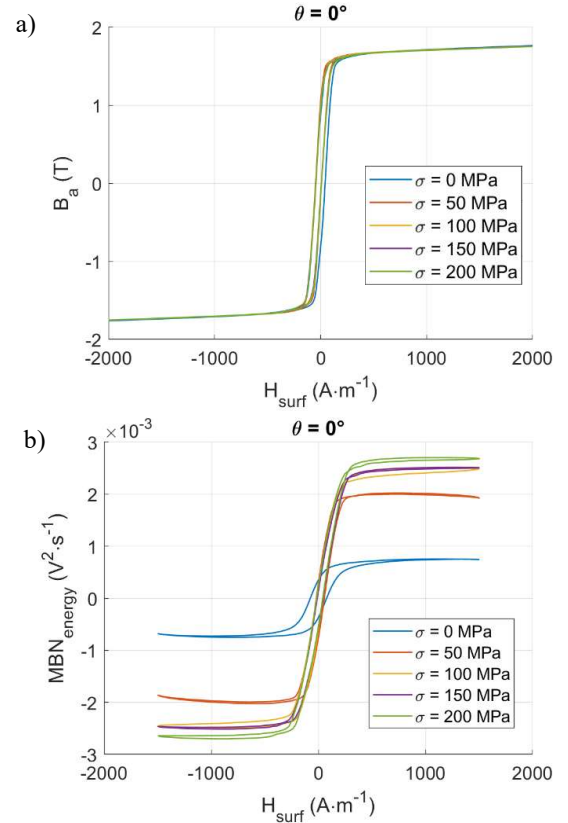 a)
θ = 0°
2
1
0
-1
-2
B_a (T)
σ = 0 MPa
σ = 50 MPa
σ = 100 MPa
σ = 150 MPa
σ = 200 MPa
-2000 -1000 0 1000 2000
H_surf (A·m⁻¹)
b)
×10⁻³
θ = 0°
3
2
1
0
-1
-2
-3
MBN_energy (V²·s⁻¹)
σ = 0 MPa
σ = 50 MPa
σ = 100 MPa
σ = 150 MPa
σ = 200 MPa
-2000 -1000 0 1000 2000
H_surf (A·m⁻¹)